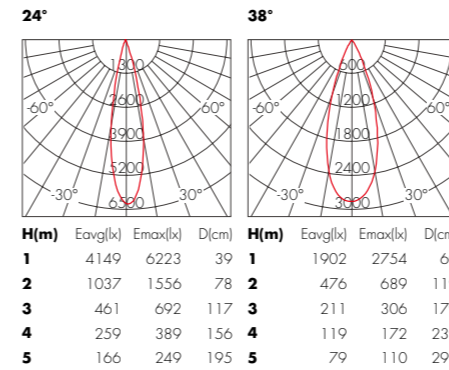 24°
1300
2600
-60° 60°
3900
5200
-30° 30°
6500
H(m) Eavg(lx) Emax(lx) D(cm)
1 4149 6223 39
2 1037 1556 78
3 461 692 117
4 259 389 156
5 166 249 195
38°
600
1200
-60° 60°
1800
2400
-30° 30°
3000
H(m) Eavg(lx) Emax(lx)
1 1902 2754
2 476 689
3 211 306
4 119 172
5 79 110